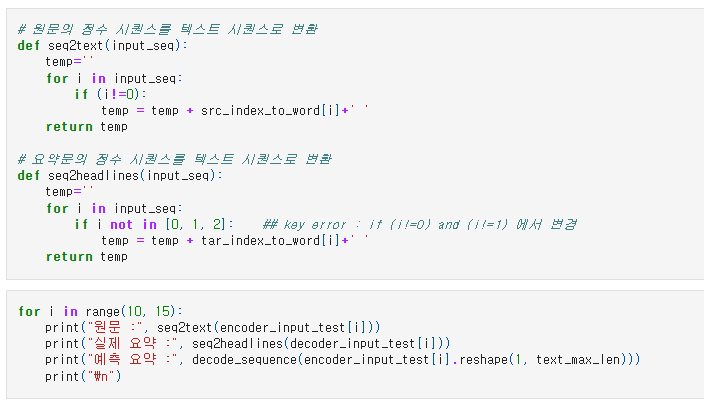 # 원문의 정수 시퀀스를 텍스트 시퀀스로 변환
def seq2text(input_seq):
    temp=''
    for i in input_seq:
        if (i!=0):
            temp = temp + src_index_to_word[i]+' '
    return temp
# 요약문의 정수 시퀀스를 텍스트 시퀀스로 변환
def seq2headlines(input_seq):
    temp=''
    for i in input_seq:
        if i not in [0, 1, 2]:    ## key error : if (i!=0) and (i!=1) 에서 변경
            temp = temp + tar_index_to_word[i]+' '
    return temp
for i in range(10, 15):
    print("원문 :", seq2text(encoder_input_test[i]))
    print("실제 요약 :", seq2headlines(decoder_input_test[i]))
    print("예측 요약 :", decode_sequence(encoder_input_test[i].reshape(1, text_max_len)))
    print("₩n")